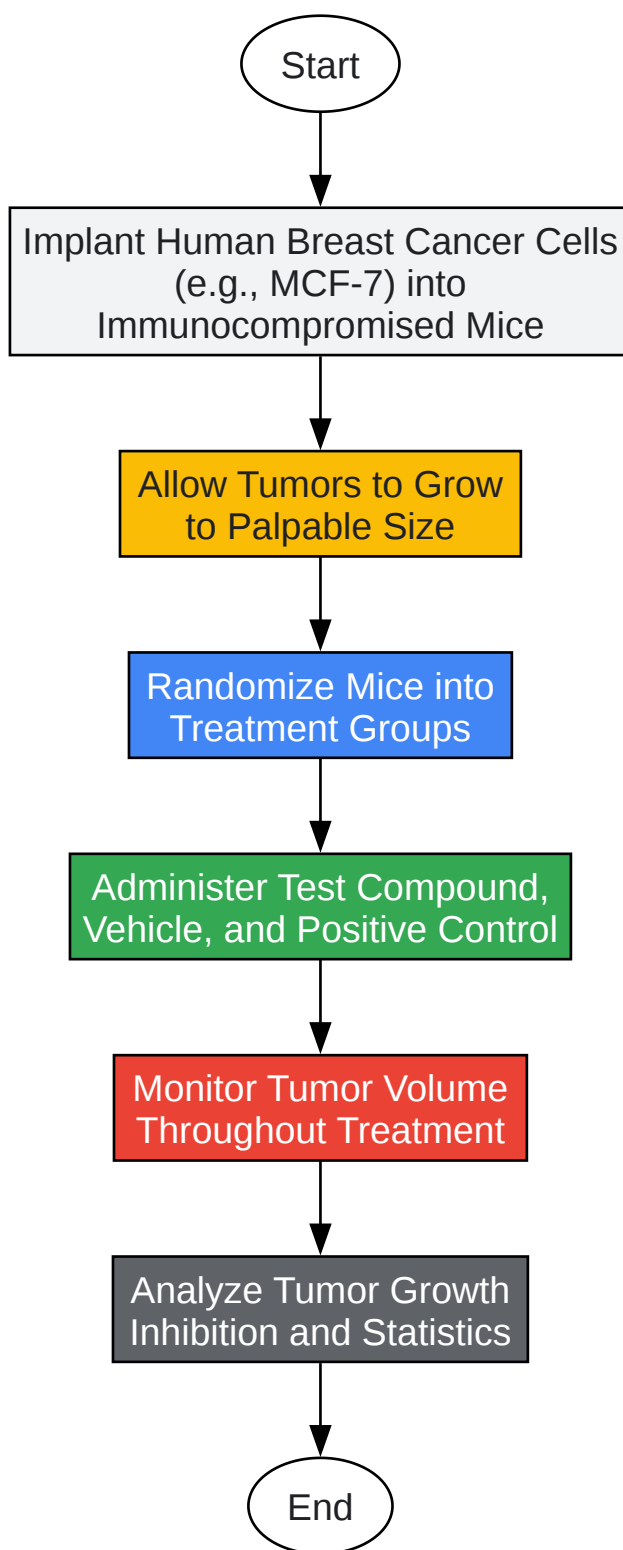 Start
Implant Human Breast Cancer Cells
(e.g., MCF-7) into
Immunocompromised Mice
Allow Tumors to Grow
to Palpable Size
Randomize Mice into
Treatment Groups
Administer Test Compound,
Vehicle, and Positive Control
Monitor Tumor Volume
Throughout Treatment
Analyze Tumor Growth
Inhibition and Statistics
End